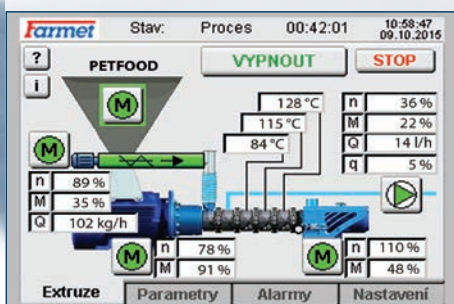 Farmet Stav: Proces 00:42:01 10:58:47
09.10.2015
? PETFOOD VYPNOUT STOP
i
M
128 °C
115 °C
84 °C
n 36 %
M 22 %
Q 14 l/h
q 5 %
M
n 89 %
M 35 %
Q 102 kg/h
M
n 78 %
M 91 %
M
n 110 %
M 48 %
Extruze Parametry Alarmy Nastavení